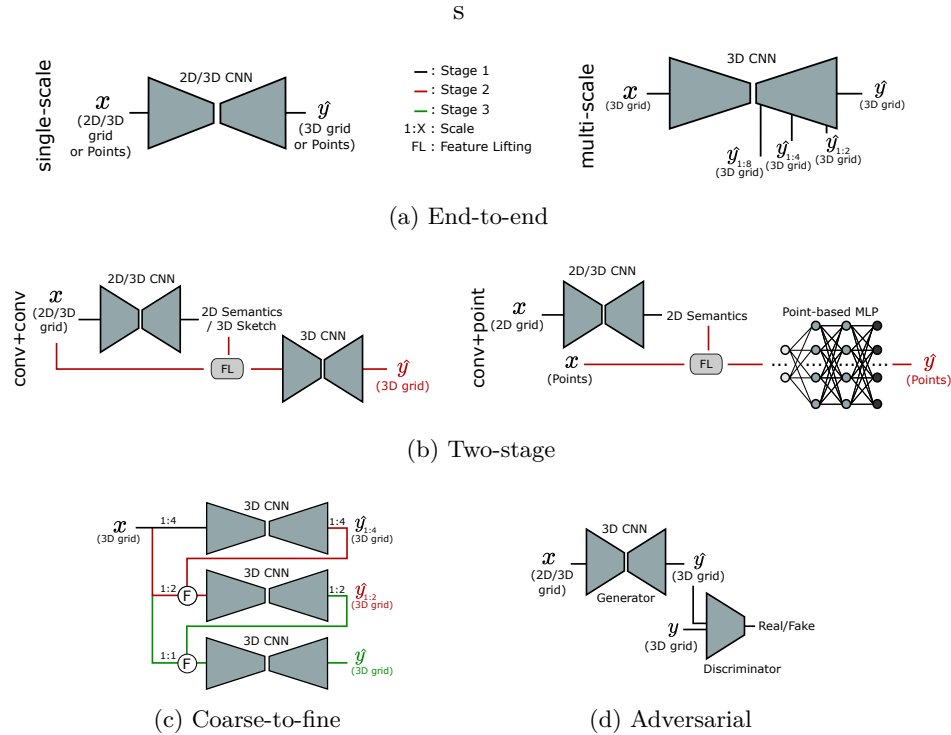 S
single-scale
2D/3D CNN
x
(2D/3D
grid
or Points)
ŷ
(3D grid
or Points)
: Stage 1
: Stage 2
: Stage 3
1:X : Scale
FL : Feature Lifting
multi-scale
3D CNN
x
(3D grid)
ŷ
(3D grid)
ŷ1:8
(3D grid)
ŷ1:4
(3D grid)
ŷ1:2
(3D grid)
(a) End-to-end
conv+conv
2D/3D CNN
x
(2D/3D
grid)
2D Semantics
/ 3D Sketch
FL
3D CNN
ŷ
(3D grid)
conv+point
2D/3D CNN
x
(2D grid)
2D Semantics
x
(Points)
FL
Point-based MLP
ŷ
(Points)
(b) Two-stage
x
(3D grid)
1:4
3D CNN
1:4
ŷ1:4
(3D grid)
1:2
F
3D CNN
1:2
ŷ1:2
(3D grid)
1:1
F
3D CNN
ŷ
(3D grid)
(c) Coarse-to-fine
3D CNN
x
(2D/3D
grid)
Generator
ŷ
(3D grid)
y
(3D grid)
Real/Fake
Discriminator
(d) Adversarial